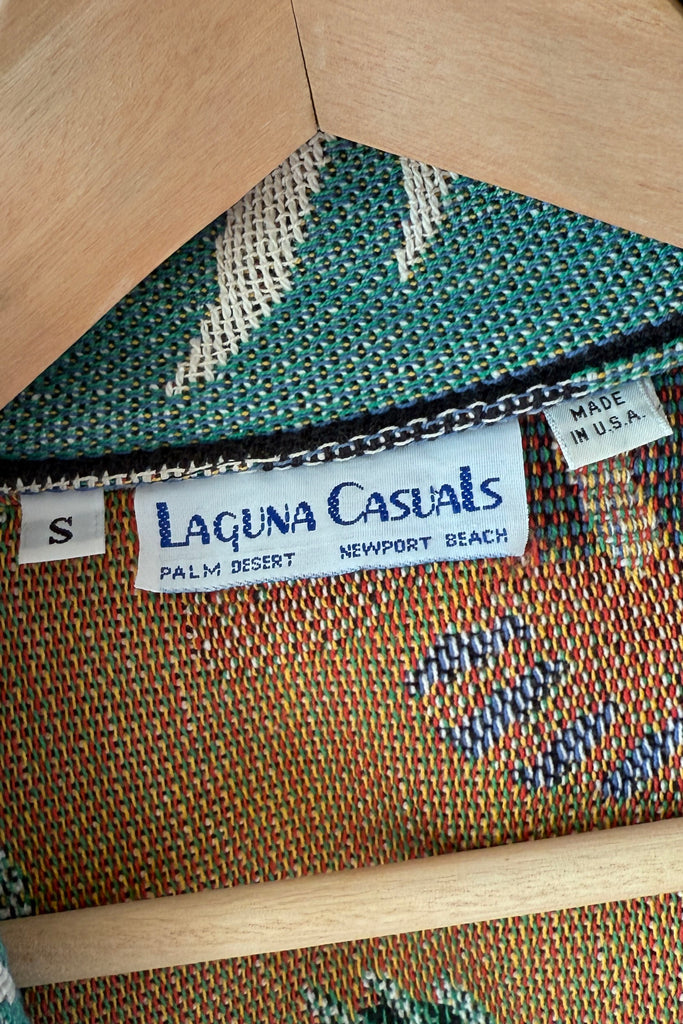 MADE
IN U.S.A.
S
LAGUNA CASUALS
PALM DESERT NEWPORT BEACH